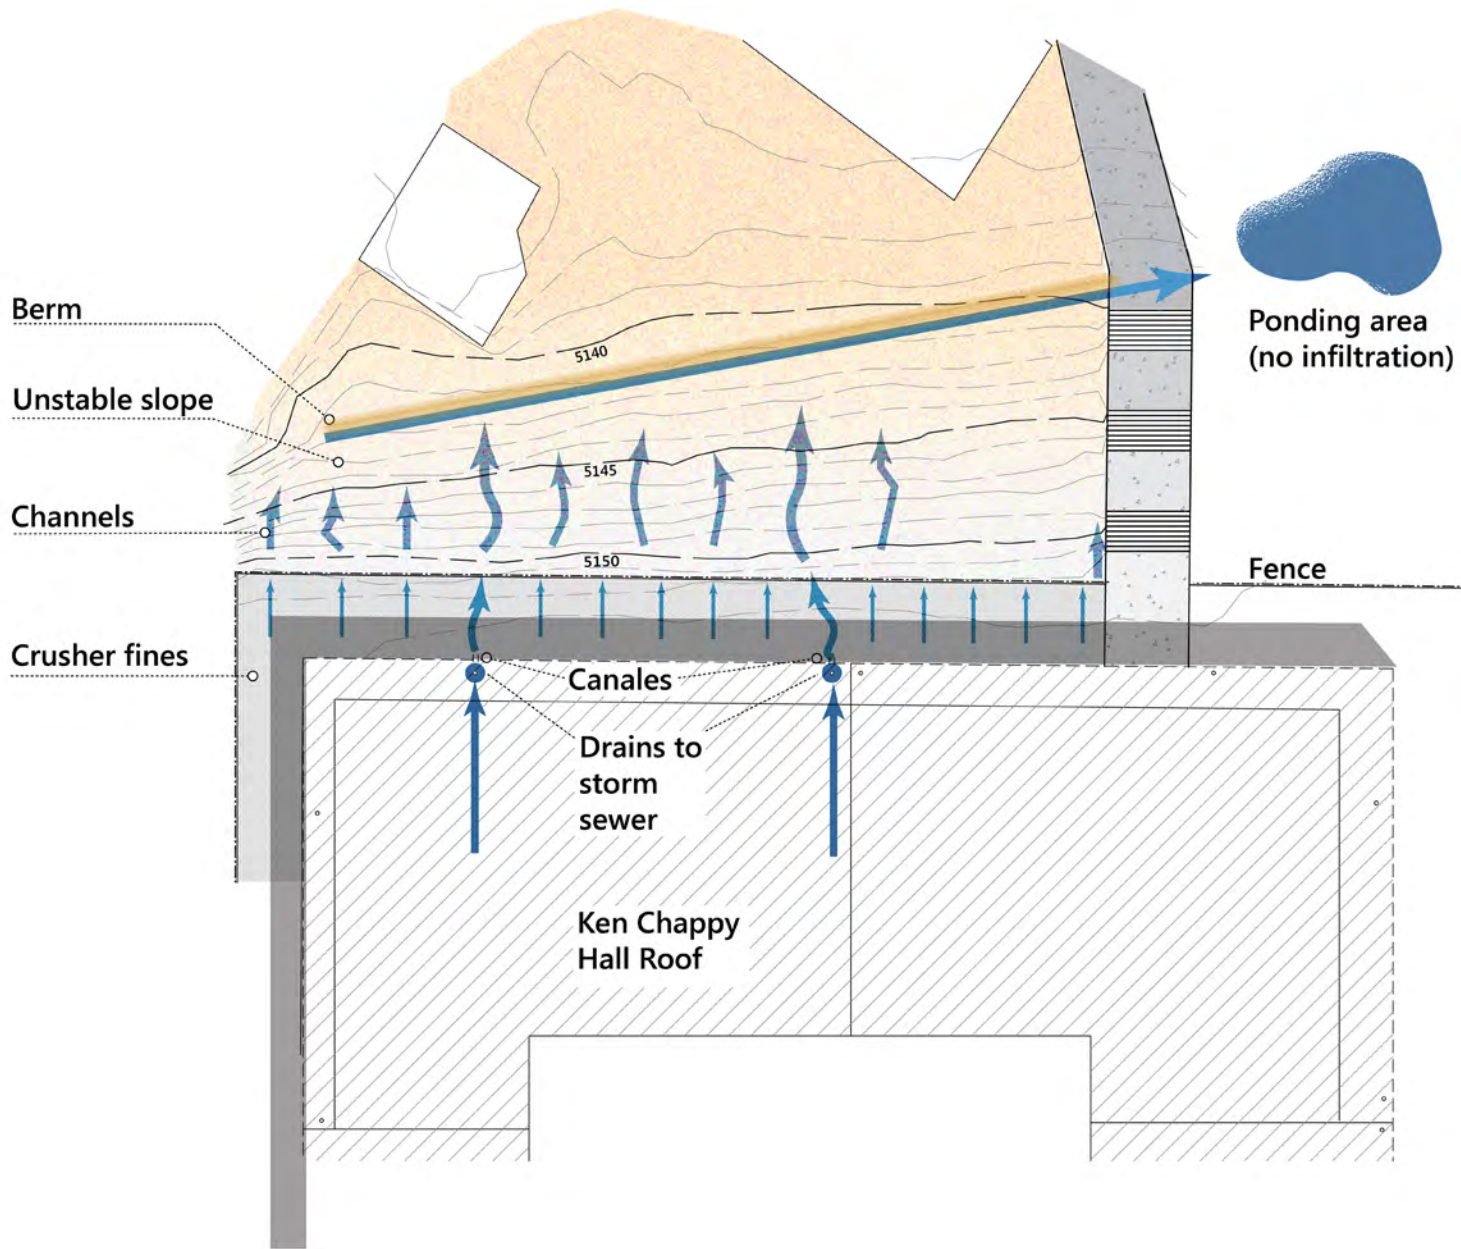 Berm
Unstable slope
Channels
Crusher fines
5140
5145
5150
Ponding area
(no infiltration)
Fence
Canales
Drains to
storm
sewer
Ken Chappy
Hall Roof